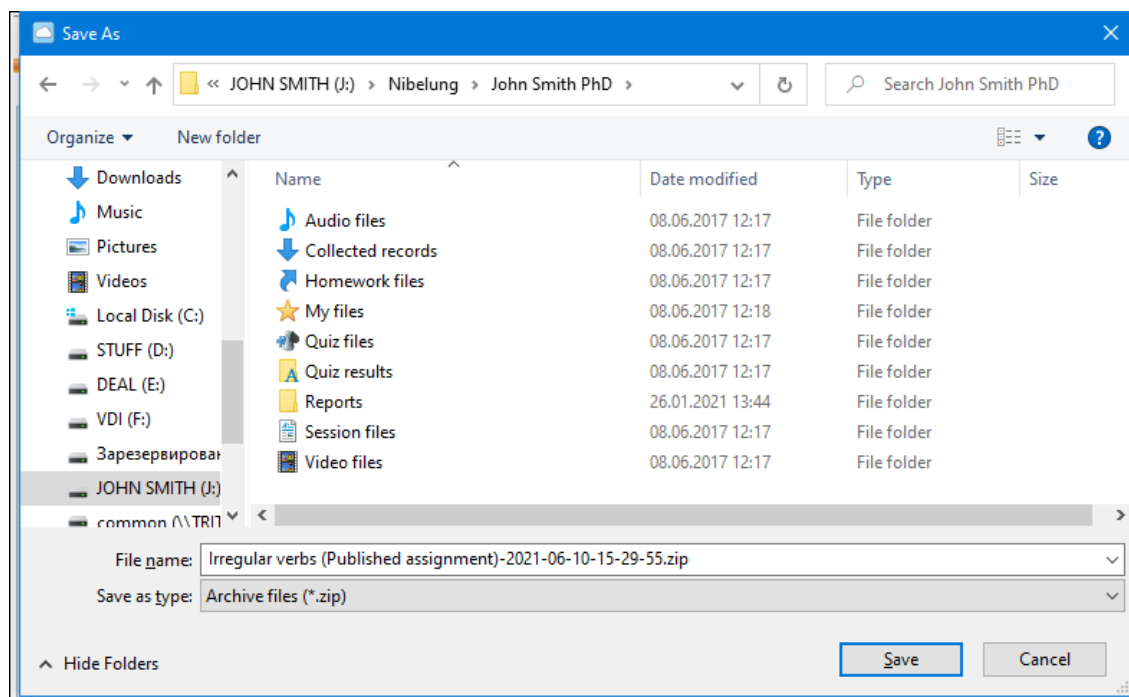 Save As
« JOHN SMITH (J:) › Nibelung › John Smith PhD ›
Search John Smith PhD
Organize
New folder
Downloads
Music
Pictures
Videos
Local Disk (C:)
STUFF (D:)
DEAL (E:)
VDI (F:)
Зарезервирован
JOHN SMITH (J:)
common (\\TRIT
Name Date modified Type Size
Audio files 08.06.2017 12:17 File folder
Collected records 08.06.2017 12:17 File folder
Homework files 08.06.2017 12:17 File folder
My files 08.06.2017 12:18 File folder
Quiz files 08.06.2017 12:17 File folder
Quiz results 08.06.2017 12:17 File folder
Reports 26.01.2021 13:44 File folder
Session files 08.06.2017 12:17 File folder
Video files 08.06.2017 12:17 File folder
File name: Irregular verbs (Published assignment)-2021-06-10-15-29-55.zip
Save as type: Archive files (*.zip)
Hide Folders
Save
Cancel